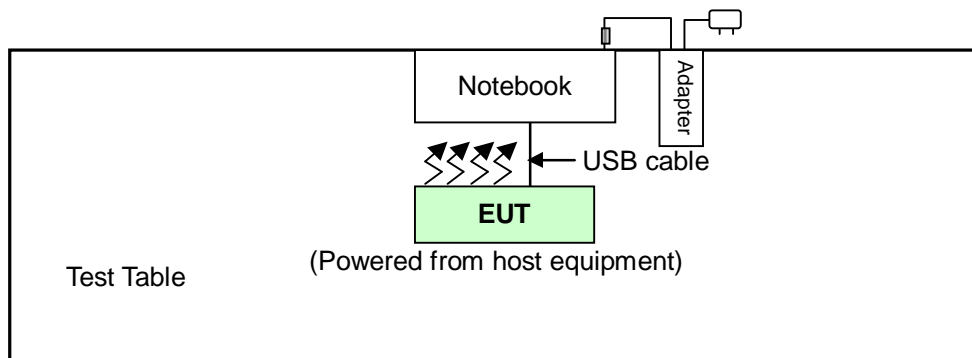 Notebook
Adapter
USB cable
EUT
(Powered from host equipment)
Test Table